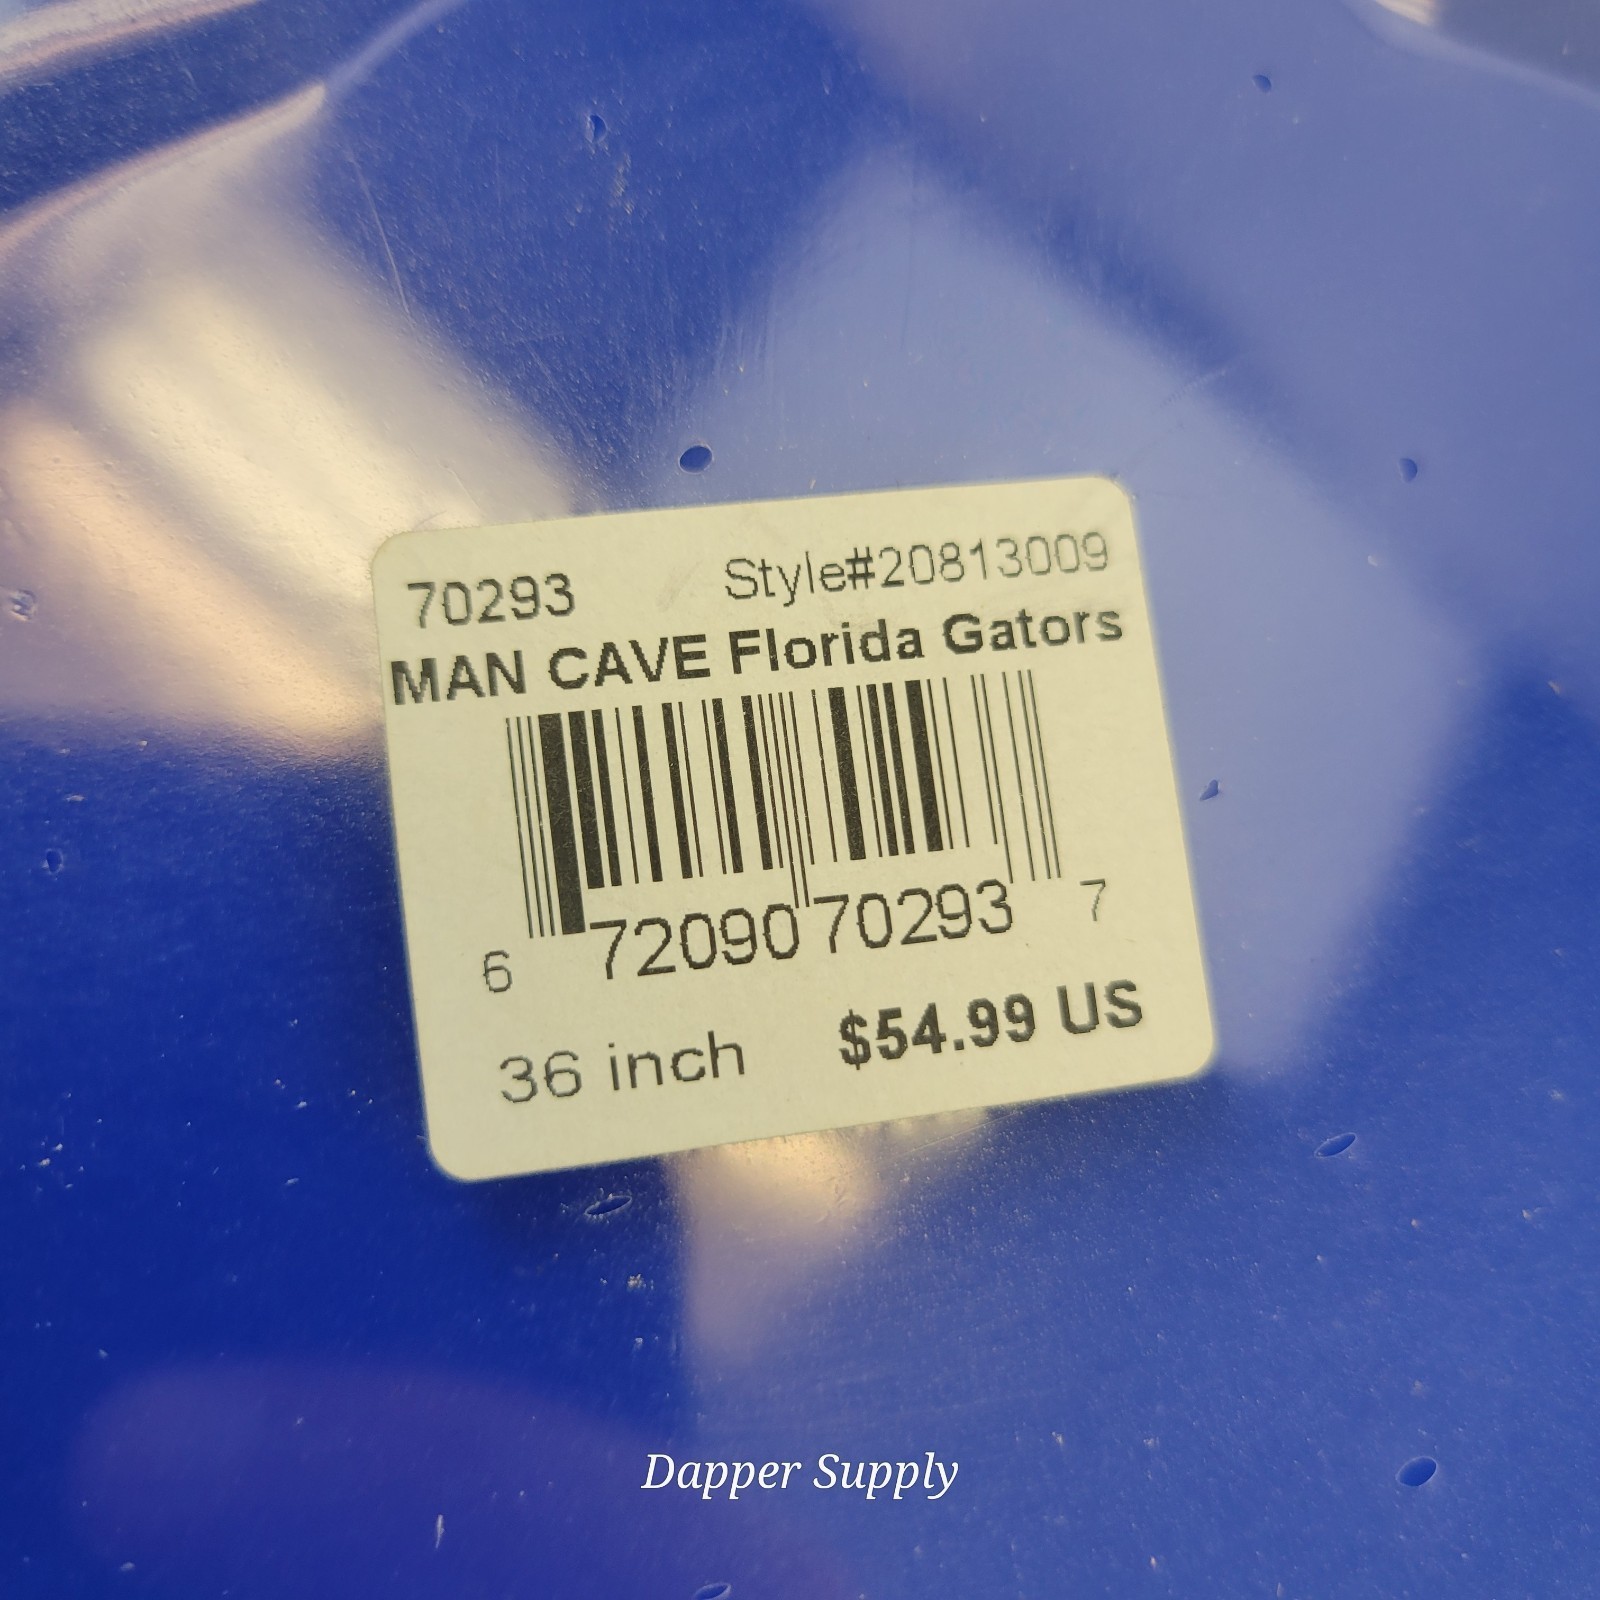 70293 Style#20813009
MAN CAVE Florida Gators
6 72090 70293 7
36 inch $54.99 US
Dapper Supply